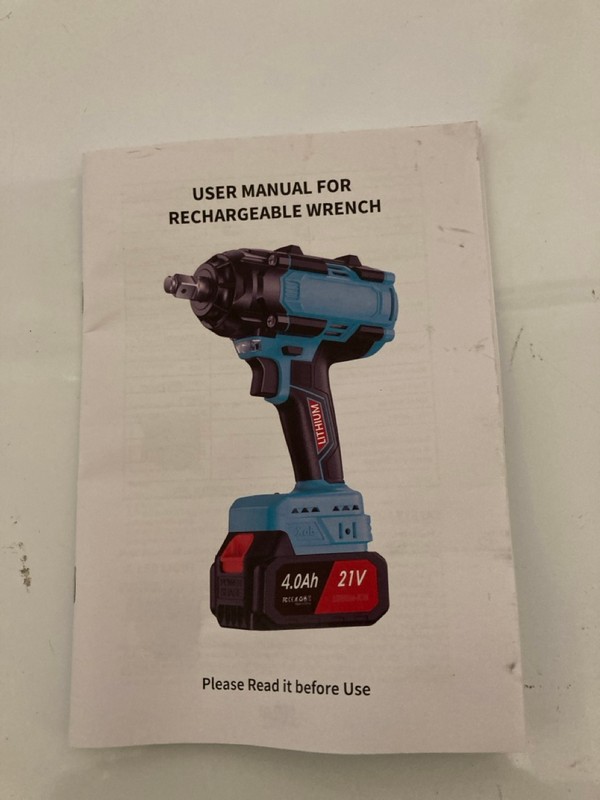 USER MANUAL FOR
RECHARGEABLE WRENCH
LITHIUM
4.0Ah
21V
Please Read it before Use